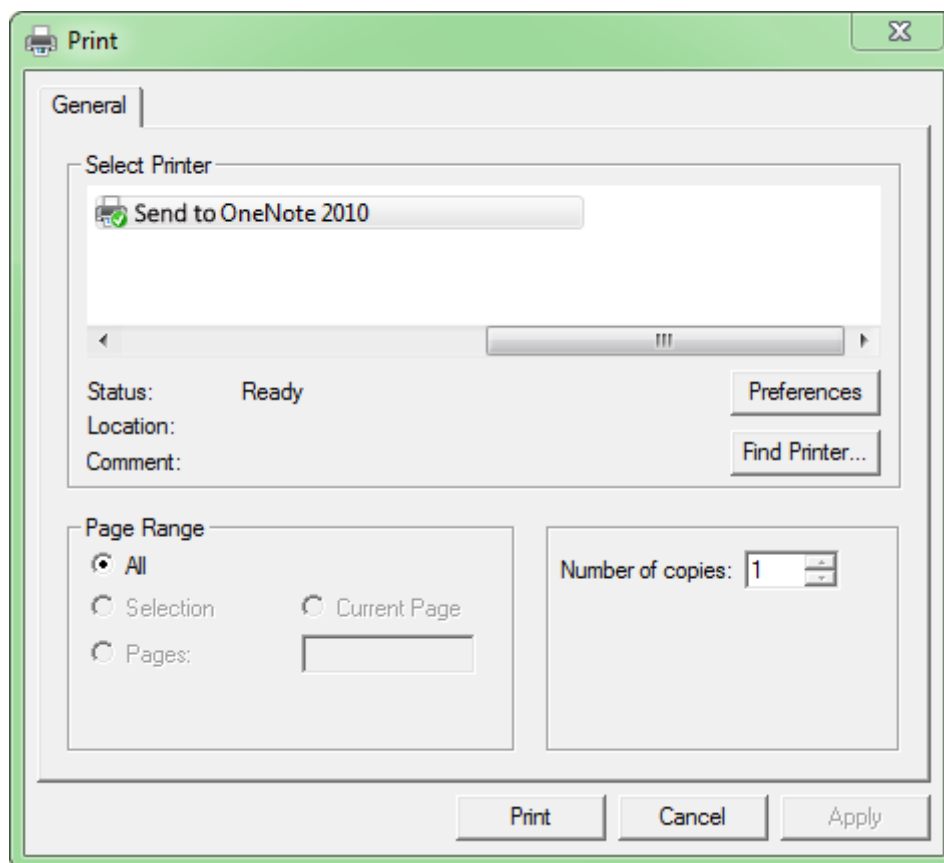 Print
General
Select Printer
Send to OneNote 2010
Status: Ready
Location:
Comment:
Preferences
Find Printer...
Page Range
All
Selection Current Page
Pages:
Number of copies: 1
Print Cancel Apply